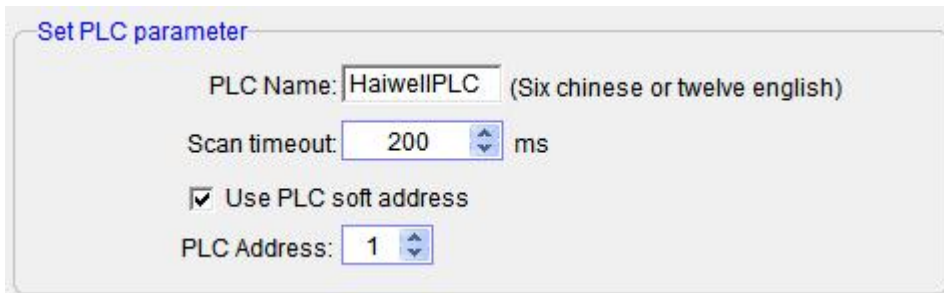 Set PLC parameter
PLC Name: HaiwellPLC (Six chinese or twelve english)
Scan timeout: 200 ms
Use PLC soft address
PLC Address: 1